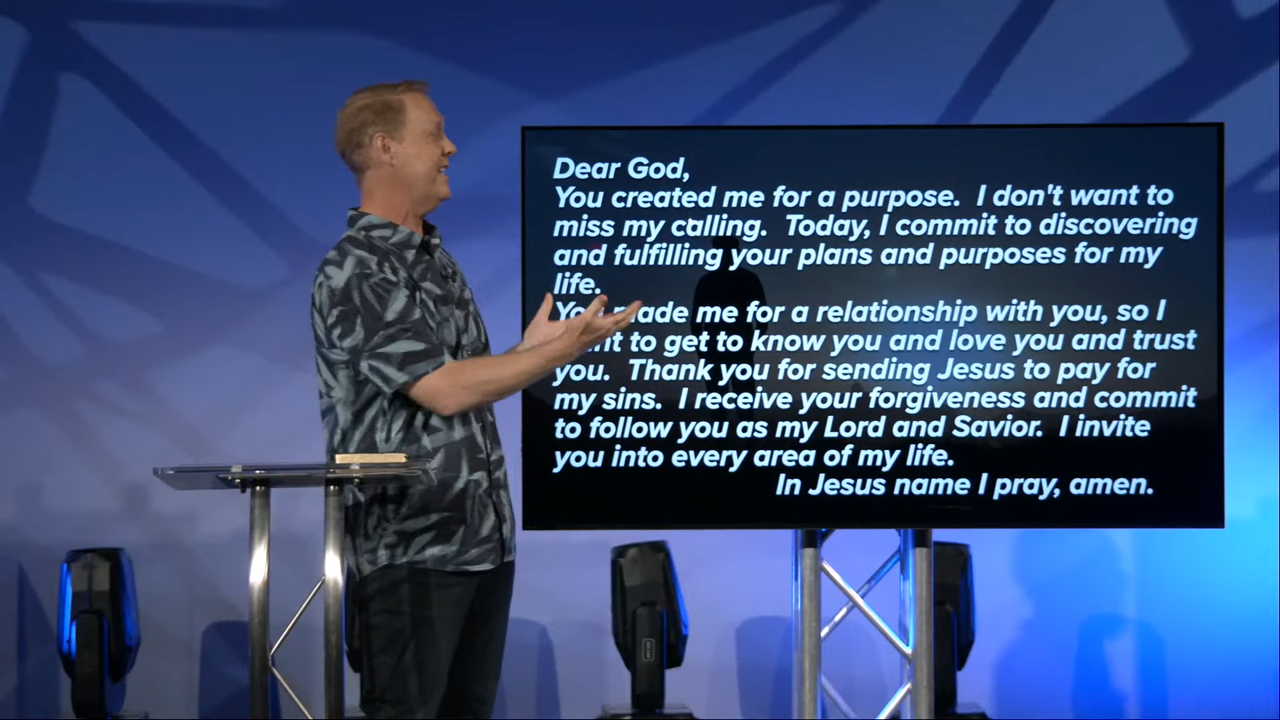 Dear God,
You created me for a purpose.  I don't want to
miss my calling.  Today, I commit to discovering
and fulfilling your plans and purposes for my
life.
made me for a relationship with you, so I
to get to know you and love you and trust
you.  Thank you for sending Jesus to pay for
my sins.  I receive your forgiveness and commit
to follow you as my Lord and Savior.  I invite
you into every area of my life.
In Jesus name I pray, amen.